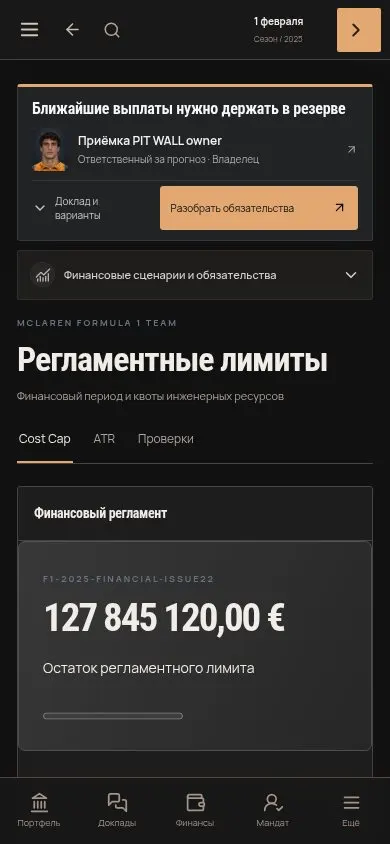 1 февраля
Сезон / 2025
Ближайшие выплаты нужно держать в резерве
Приёмка PIT WALL owner
Ответственный за прогноз · Владелец
Доклад и
варианты
Разобрать обязательства
Финансовые сценарии и обязательства
MCLAREN FORMULA 1 TEAM
Регламентные лимиты
Финансовый период и квоты инженерных ресурсов
Cost Cap
ATR
Проверки
Финансовый регламент
F1-2025-FINANCIAL-ISSUE22
127 845 120,00 €
Остаток регламентного лимита
Портфель
Доклады
Финансы
Мандат
Ещё